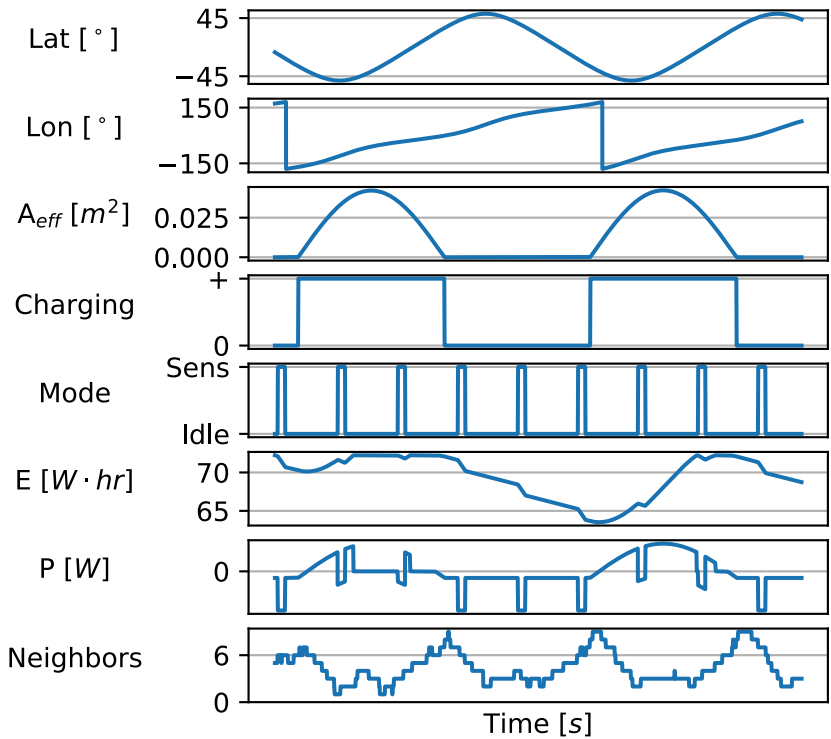 Lat [°]
45
−45
Lon [°]
150
−150
A_eff [m²]
0.025
0.000
Charging
+
0
Mode
Sens
Idle
E [W · hr]
70
65
P [W]
0
Neighbors
6
0
Time [s]